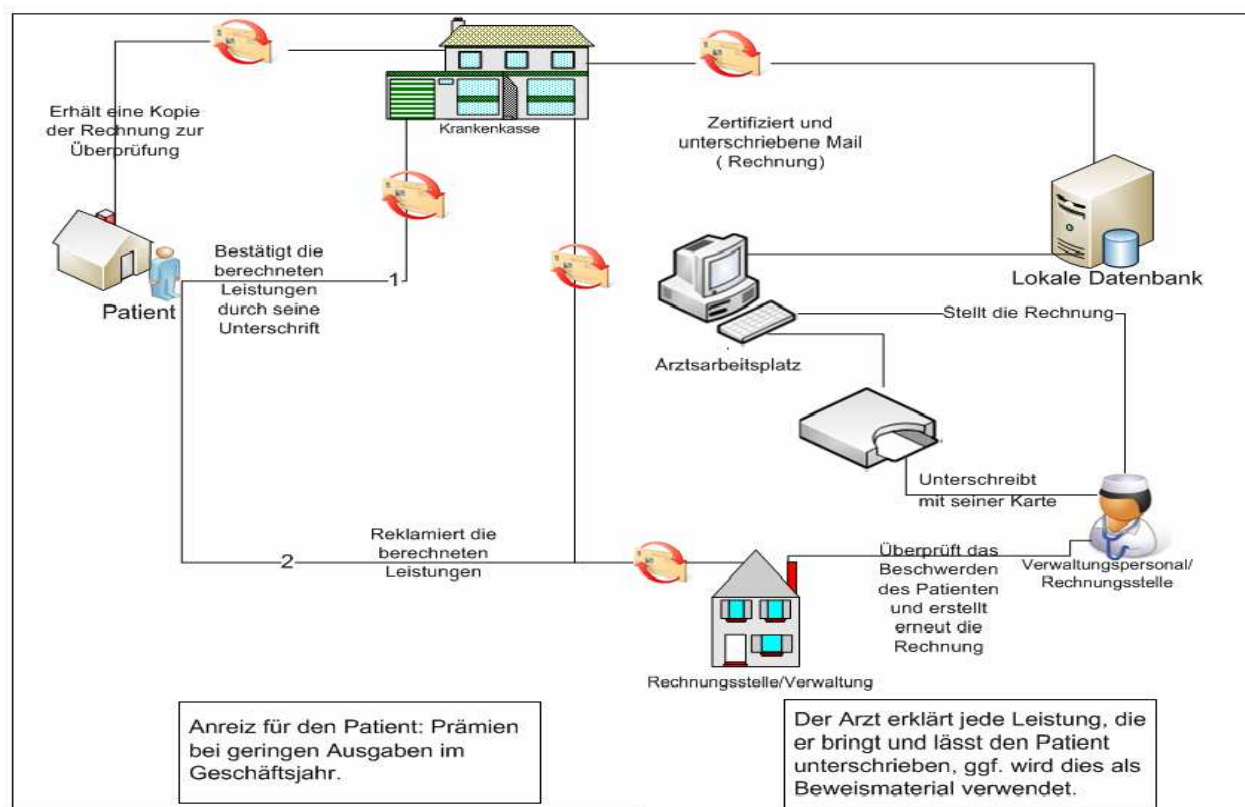 Krankenkasse
Erhält eine Kopie
der Rechnung zur
Überprüfung
Zertifiziert und
unterschriebene Mail
( Rechnung)
Bestätigt die
berechneten
Leistungen
durch seine
Unterschrift
1
Patient
Lokale Datenbank
Stellt die Rechnung
Arztsarbeitsplatz
Unterschreibt
mit seiner Karte
Reklamiert die
berechneten
Leistungen
2
Überprüft das
Beschwerden
des Patienten
und erstellt
erneut die
Rechnung
Verwaltungspersonal/
Rechnungsstelle
Rechnungsstelle/Verwaltung
Anreiz für den Patient: Prämien
bei geringen Ausgaben im
Geschäftsjahr.
Der Arzt erklärt jede Leistung, die
er bringt und lässt den Patient
unterschrieben, ggf. wird dies als
Beweismaterial verwendet.